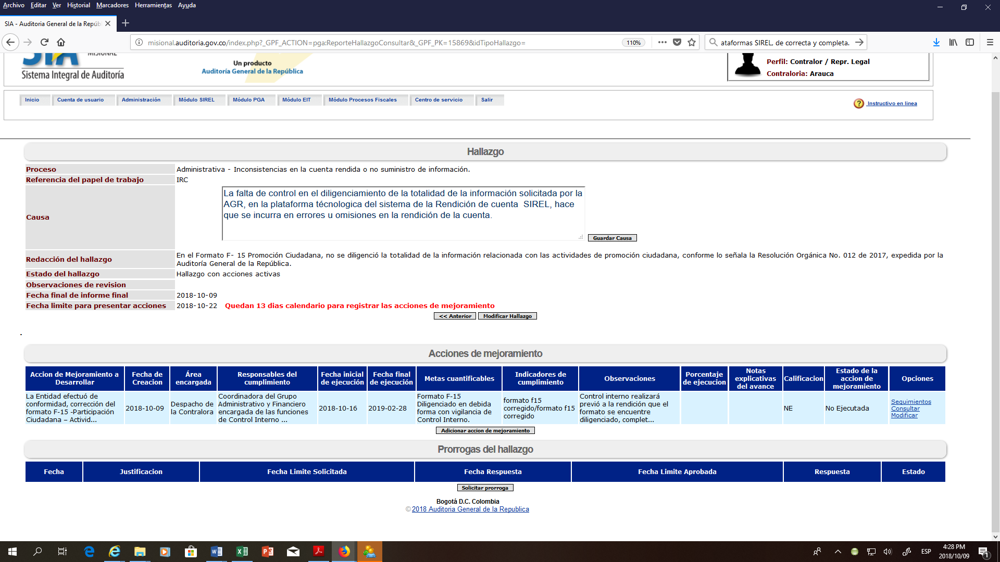 Archivo Editar Ver Historial Marcadores Herramientas Ayuda
SIA - Auditoria General de la Repúb
misional.auditoria.gov.co/index.php?_GPF_ACTION=pga:ReporteHallazgoConsultar&_GPF_PK=15869&idTipoHallazgo=
110%
ataformas SIREL, de correcta y completa.
SIA MISIONAL
Sistema Integral de Auditoría
Un producto
Auditoría General de la República
Perfil: Contralor / Repr. Legal
Contraloria: Arauca
Inicio Cuenta de usuario Administración Módulo SIREL Módulo PGA Módulo EIT Módulo Procesos Fiscales Centro de servicio Salir
? Instructivo en linea
Hallazgo
Proceso Administrativa - Inconsistencias en la cuenta rendida o no suministro de información.
Referencia del papel de trabajo IRC
Causa
La falta de control en el diligenciamiento de la totalidad de la información solicitada por la
AGR, en la plataforma técnologica del sistema de la Rendición de cuenta  SIREL, hace
que se incurra en errores u omisiones en la rendición de la cuenta.
Guardar Causa
Redacción del hallazgo
En el Formato F- 15 Promoción Ciudadana, no se diligenció la totalidad de la información relacionada con las actividades de promoción ciudadana, conforme lo señala la Resolución Orgánica No. 012 de 2017, expedida por la
Auditoría General de la República.
Estado del hallazgo Hallazgo con acciones activas
Observaciones de revision
Fecha final de informe final 2018-10-09
Fecha limite para presentar acciones 2018-10-22 Quedan 13 dias calendario para registrar las acciones de mejoramiento
<< Anterior Modificar Hallazgo
.
Acciones de mejoramiento
Accion de Mejoramiento a
Desarrollar
Fecha de
Creacion
Área
encargada
Responsables del
cumplimiento
Fecha inicial
de ejecución
Fecha final
de ejecución
Metas cuantificables
Indicadores de
cumplimiento
Observaciones
Porcentaje
de ejecucion
Notas
explicativas
del avance
Calificacion
Estado de la
accion de
mejoramiento
Opciones
La Entidad efectuó de
conformidad, corrección del
formato F-15 -Participación
Ciudadana – Activid...
2018-10-09
Despacho de
la Contralora
Coordinadora del Grupo
Administrativo y Financiero
encargada de las funciones
de Control Interno ...
2018-10-16
2019-02-28
Formato F-15
Diligenciado en debida
forma con vigilancia de
Control Interno.
formato f15
corregido/formato f15
corregido
Control interno realizará
previó a la rendición que el
formato se encuentre
diligenciado, complet...
NE
No Ejecutada
Seguimientos
Consultar
Modificar
Adicionar accion de mejoramiento
Prorrogas del hallazgo
Fecha Justificacion Fecha Limite Solicitada Fecha Respuesta Fecha Limite Aprobada Respuesta Estado
Solicitar prorroga
Bogotá D.C. Colombia
© 2018 Auditoria General de la Republica
ESP
4:28 PM
2018/10/09
1